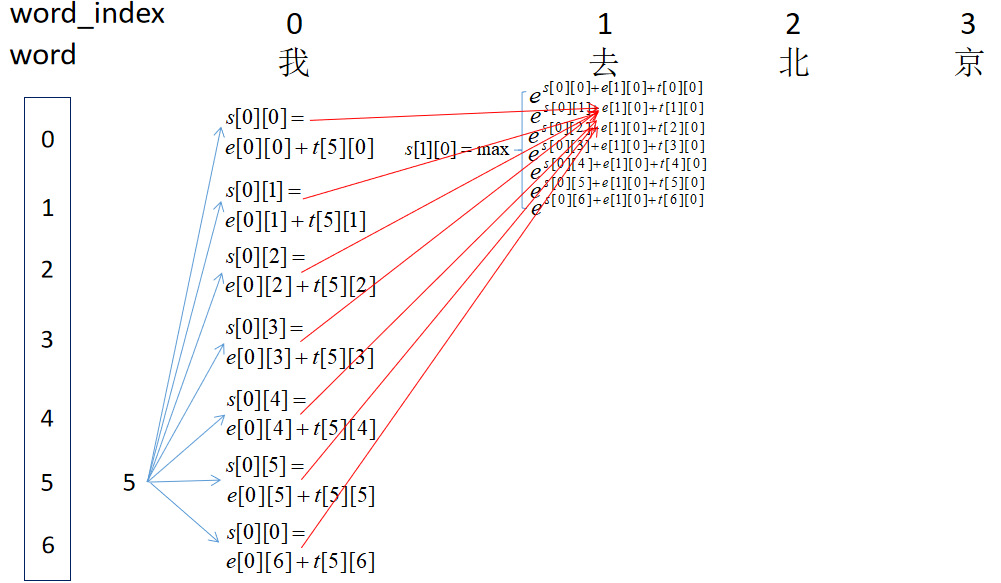 word_index 0 1 2 3
word 我 去 北 京
0
1
2
3
4
5
6
5
s[0][0] =
e[0][0] + t[5][0]
s[0][1] =
e[0][1] + t[5][1]
s[0][2] =
e[0][2] + t[5][2]
s[0][3] =
e[0][3] + t[5][3]
s[0][4] =
e[0][4] + t[5][4]
s[0][5] =
e[0][5] + t[5][5]
s[0][0] =
e[0][6] + t[5][6]
s[1][0] = max
e s[0][0]+e[1][0]+t[0][0]
e s[0][1]+e[1][0]+t[1][0]
e s[0][2]+e[1][0]+t[2][0]
e s[0][3]+e[1][0]+t[3][0]
e s[0][4]+e[1][0]+t[4][0]
e s[0][5]+e[1][0]+t[5][0]
e s[0][6]+e[1][0]+t[6][0]